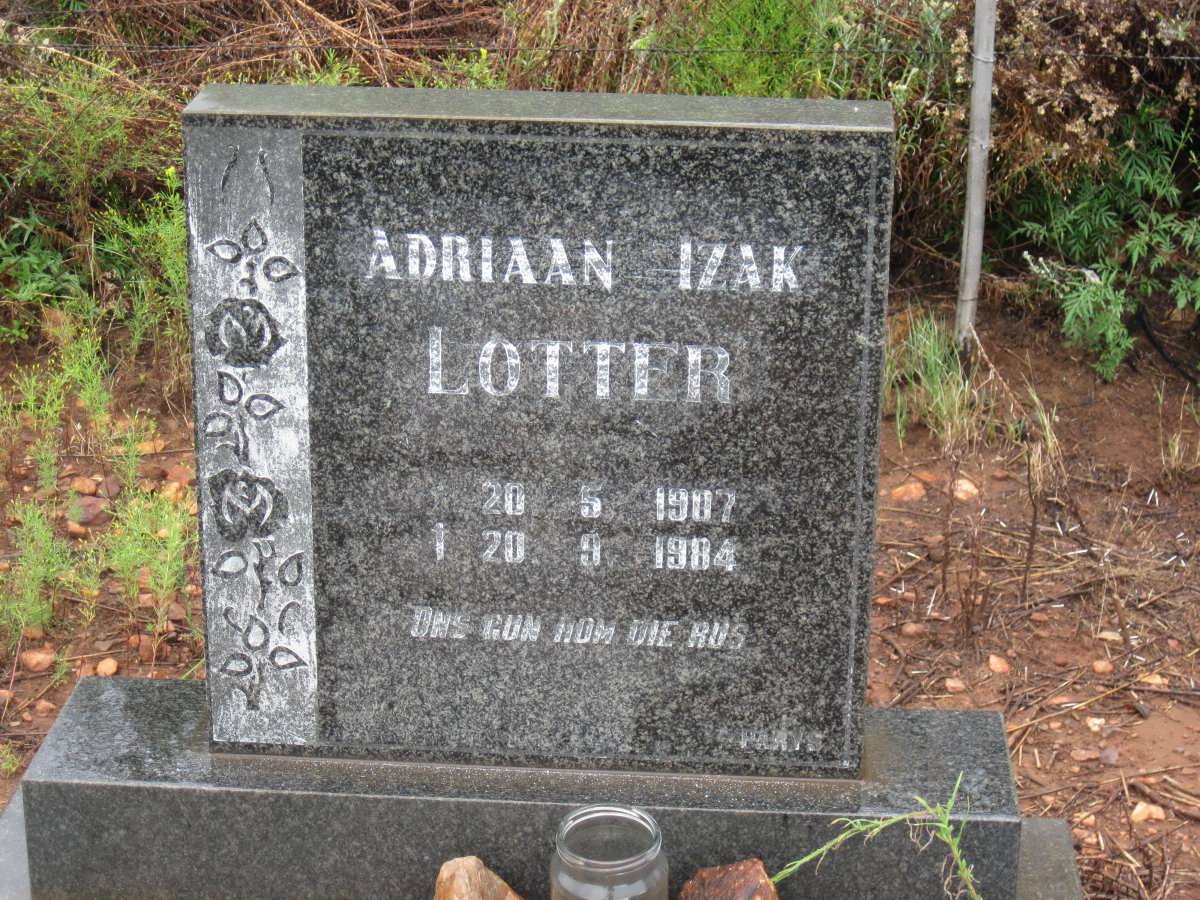 ADRIAAN IZAK
LOTTER
20 5 1907
† 20 9 1984
ONS GUN HOM DIE RUS
PARYS